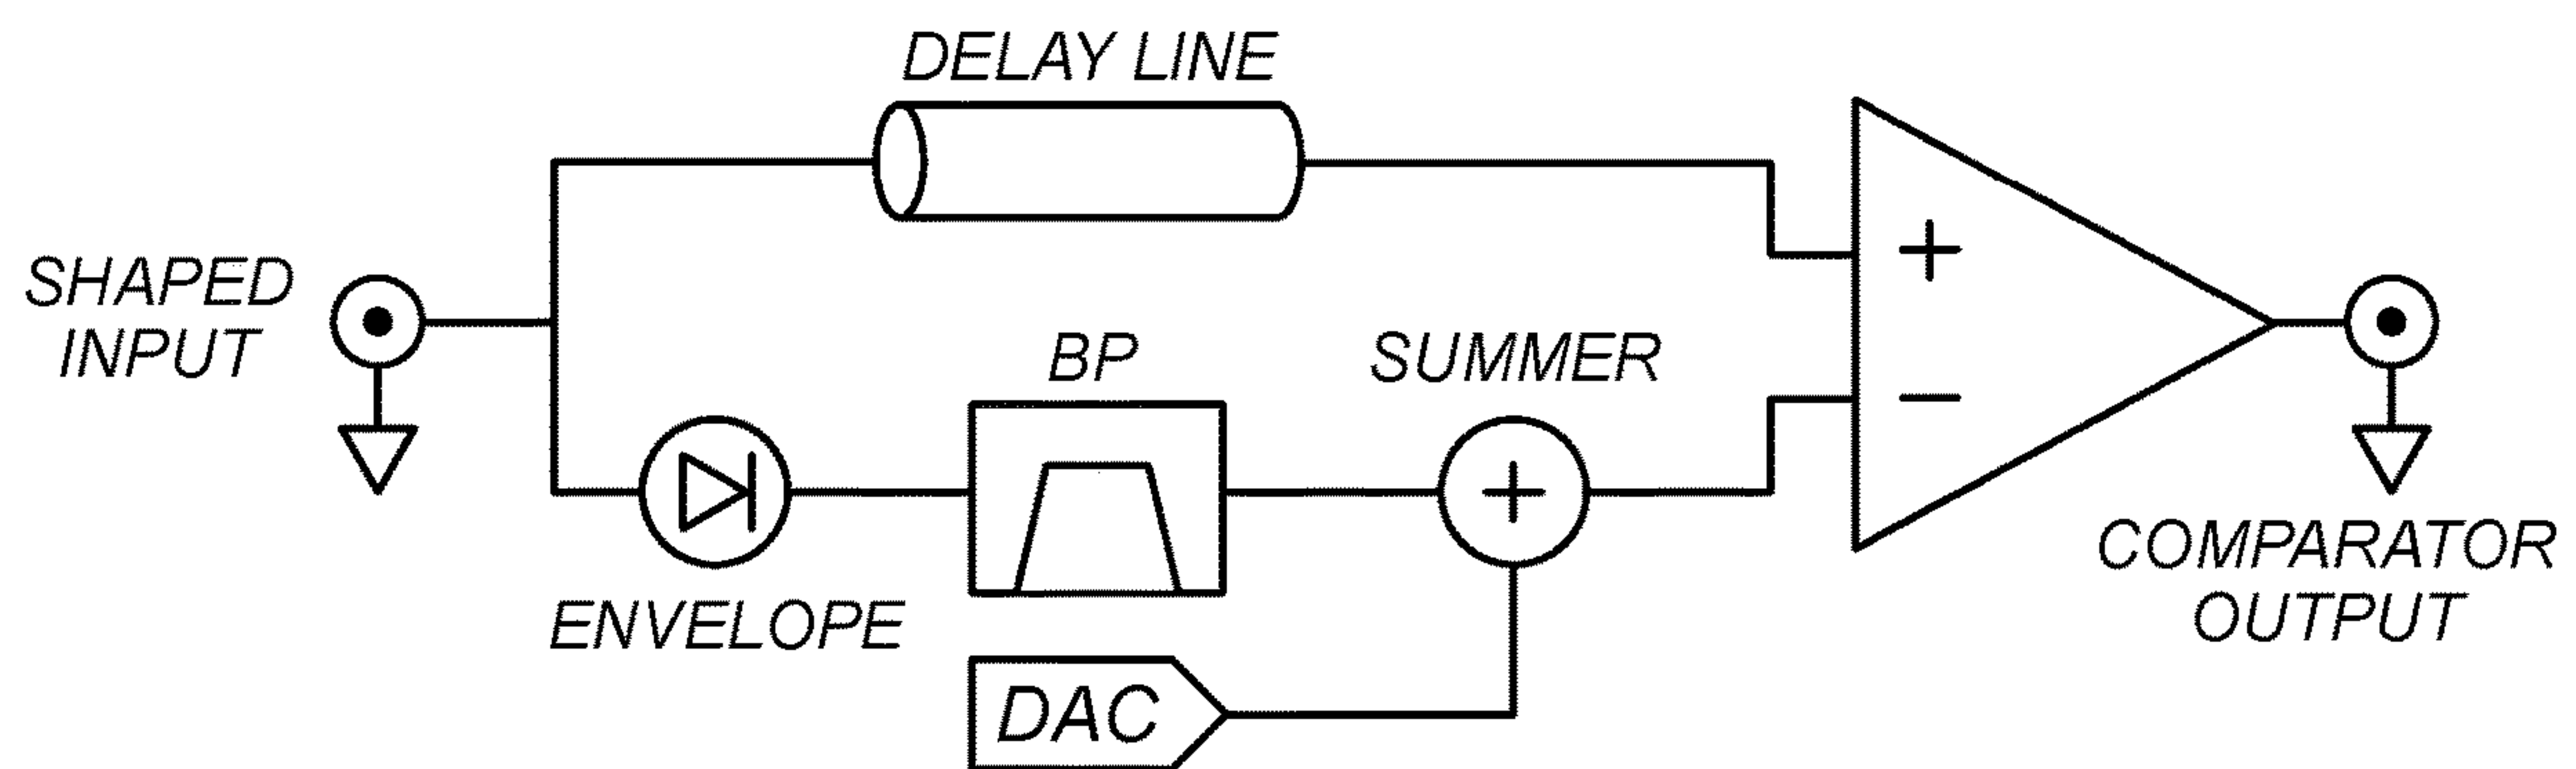 DELAY LINE
SHAPED
INPUT
+
BP
SUMMER
−
+
ENVELOPE
COMPARATOR
OUTPUT
DAC